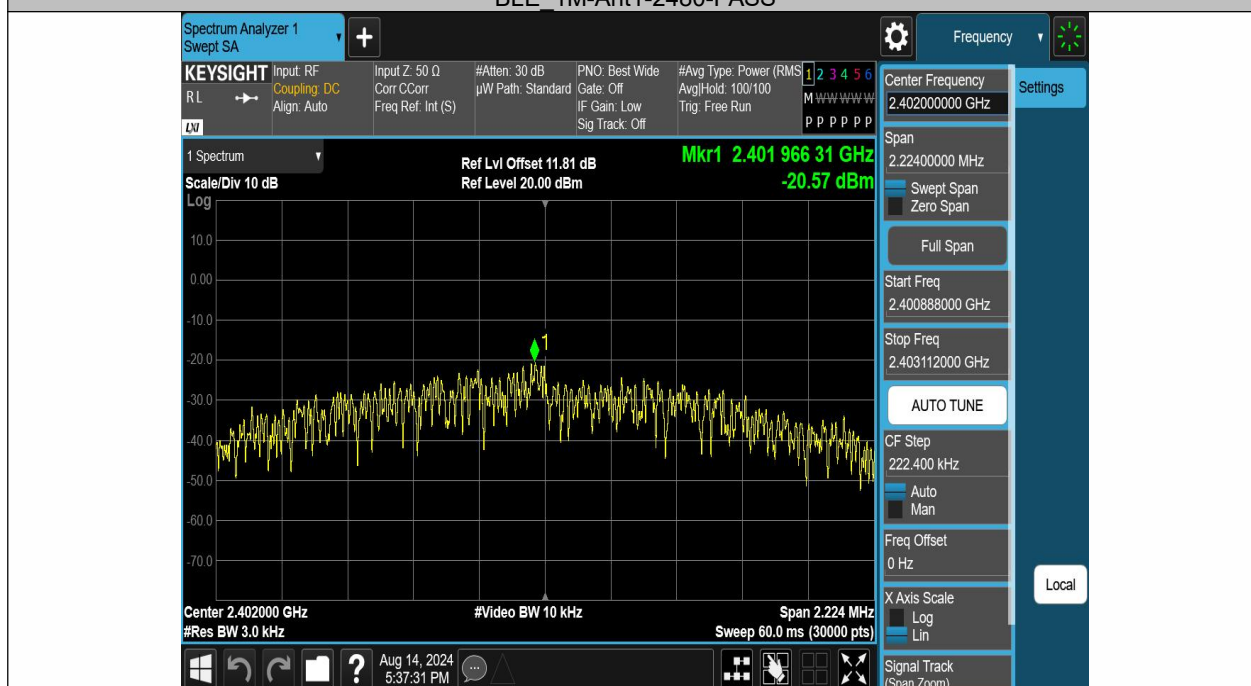 BLE_1M-Ant1-2480-PASS
Spectrum Analyzer 1
Swept SA
+
Frequency
KEYSIGHT
RL
LXI
Input: RF
Coupling: DC
Align: Auto
Input Z: 50 Ω
Corr CCorr
Freq Ref: Int (S)
#Atten: 30 dB
µW Path: Standard
PNO: Best Wide
Gate: Off
IF Gain: Low
Sig Track: Off
#Avg Type: Power (RMS
Avg|Hold: 100/100
Trig: Free Run
1 2 3 4 5 6
M W W W W W
P P P P P P
1 Spectrum
Scale/Div 10 dB
Log
Ref Lvl Offset 11.81 dB
Ref Level 20.00 dBm
Mkr1 2.401 966 31 GHz
-20.57 dBm
10.0
0.00
-10.0
-20.0
-30.0
-40.0
-50.0
-60.0
-70.0
1
Center 2.402000 GHz
#Res BW 3.0 kHz
#Video BW 10 kHz
Span 2.224 MHz
Sweep 60.0 ms (30000 pts)
?
Aug 14, 2024
5:37:31 PM
Center Frequency
2.402000000 GHz
Span
2.22400000 MHz
Swept Span
Zero Span
Full Span
Start Freq
2.400888000 GHz
Stop Freq
2.403112000 GHz
AUTO TUNE
CF Step
222.400 kHz
Auto
Man
Freq Offset
0 Hz
X Axis Scale
Log
Lin
Signal Track
(Span Zoom)
Settings
Local